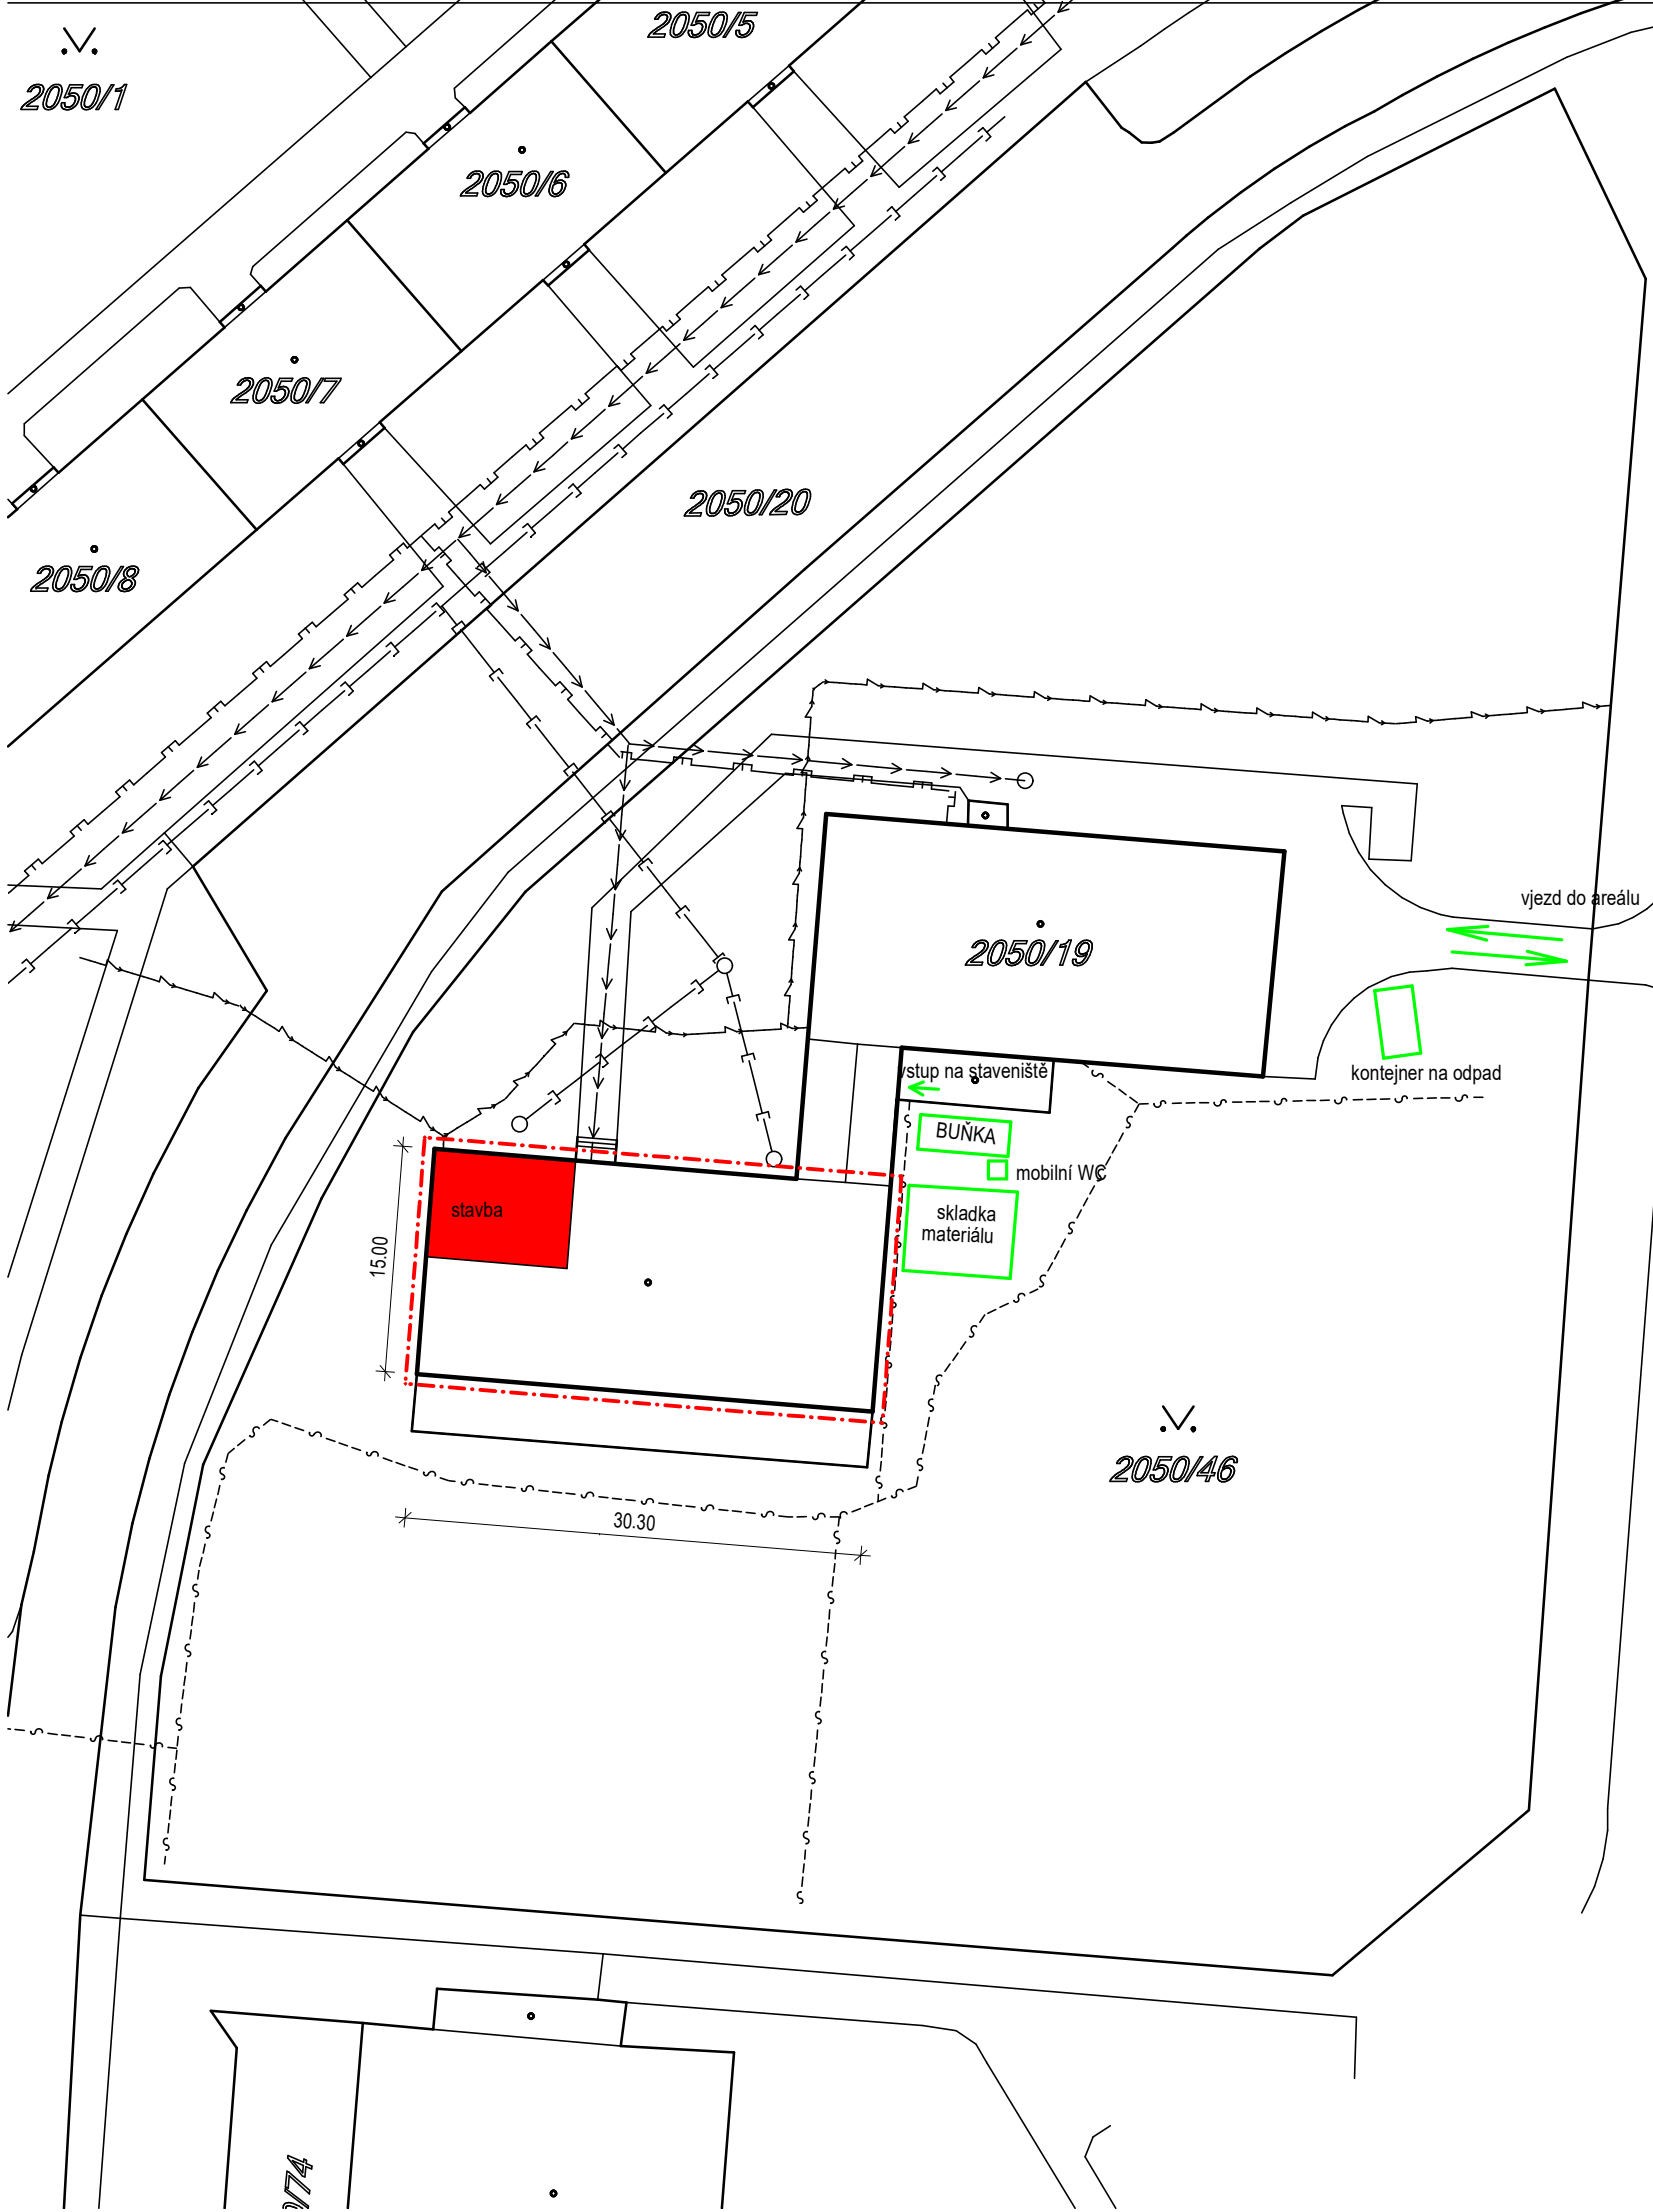 2050/5
2050/1
2050/6
2050/7
2050/20
2050/8
vjezd do areálu
2050/19
vstup na staveniště
kontejner na odpad
BUŇKA
mobilní WC
stavba
skladka
materiálu
15.00
2050/46
30.30
/74